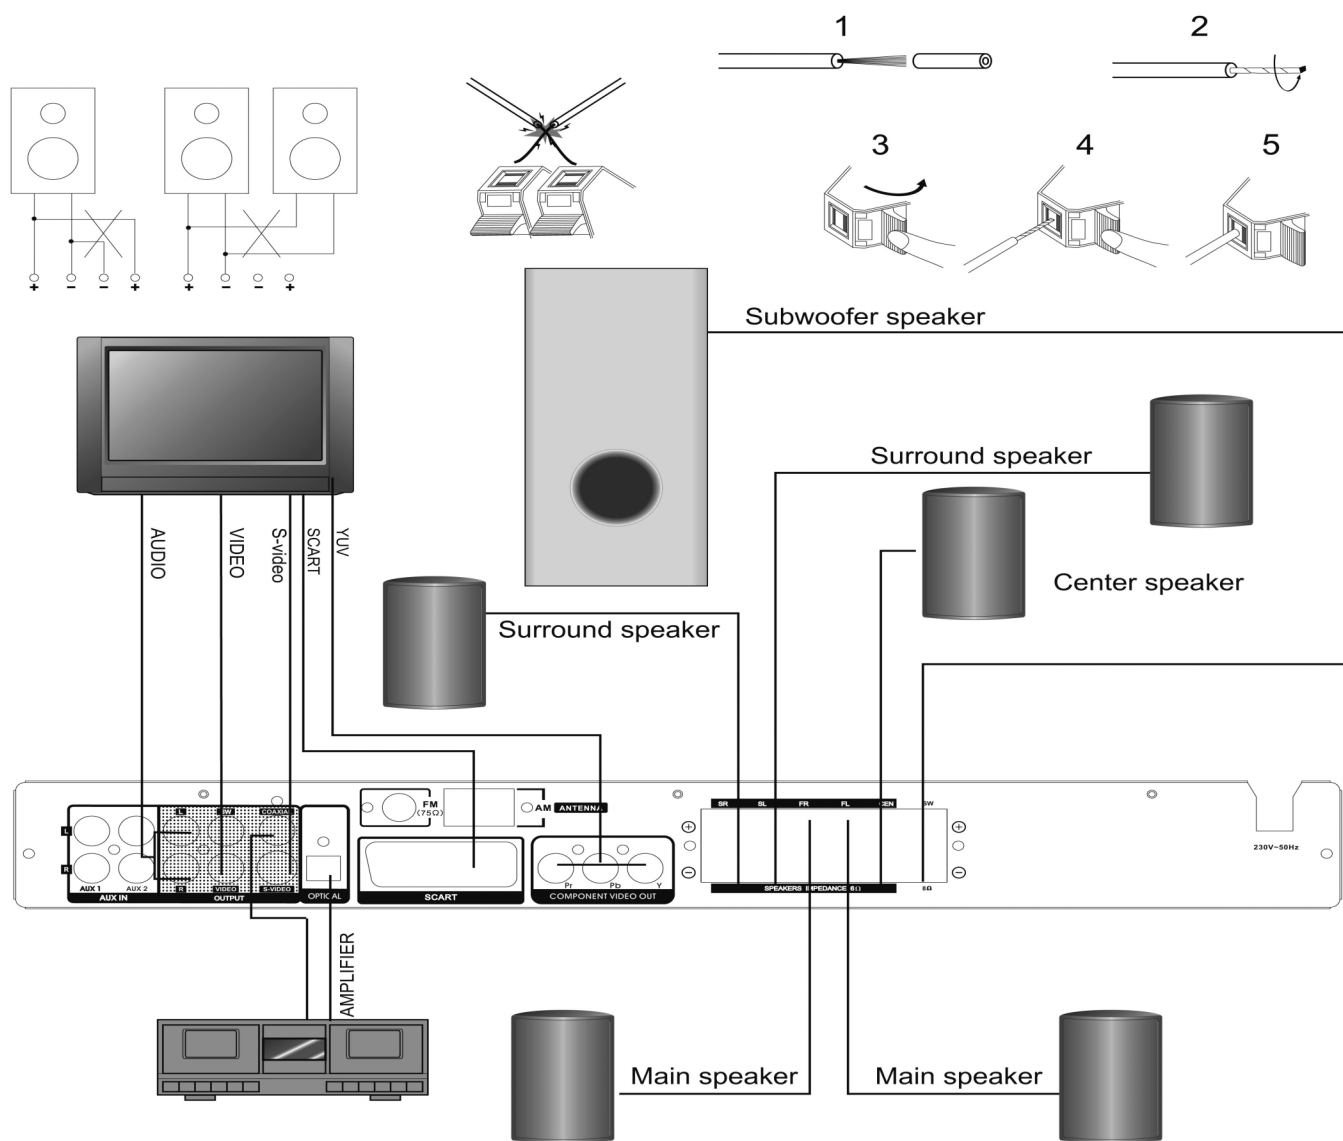 1
2
3
4
5
+ − − +
+ − − +
Subwoofer speaker
Surround speaker
Center speaker
AUDIO
VIDEO
S-video
SCART
YUV
Surround speaker
L
SW
COAXIAL
FM
(75Ω)
AM
ANTENNA
SR
SL
FR
FL
CEN
SW
L
R
+
+
−
−
230V~50Hz
AUX 1
AUX 2
R
VIDEO
S-VIDEO
AUX IN
OUTPUT
OPTICAL
SCART
Pr
Pb
Y
COMPONENT VIDEO OUT
SPEAKERS IMPEDANCE 6Ω
8Ω
AMPLIFIER
Main speaker
Main speaker